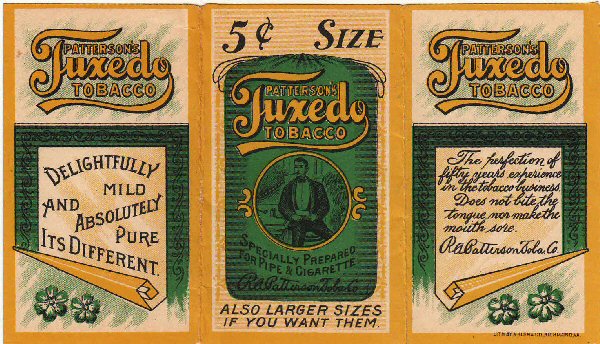 PATTERSON'S
Tuxedo
TOBACCO
DELIGHTFULLY
MILD
AND ABSOLUTELY
PURE
ITS DIFFERENT.
5¢ SIZE
PATTERSON'S
Tuxedo
TOBACCO
SPECIALLY PREPARED
FOR PIPE & CIGARETTE
R.A. Patterson Toba. Co.
ALSO LARGER SIZES
IF YOU WANT THEM.
PATTERSON'S
Tuxedo
TOBACCO
The perfection of
fifty years experience
in the tobacco business.
Does not bite the
tongue nor make the
mouth sore.
R.A. Patterson Toba. Co.